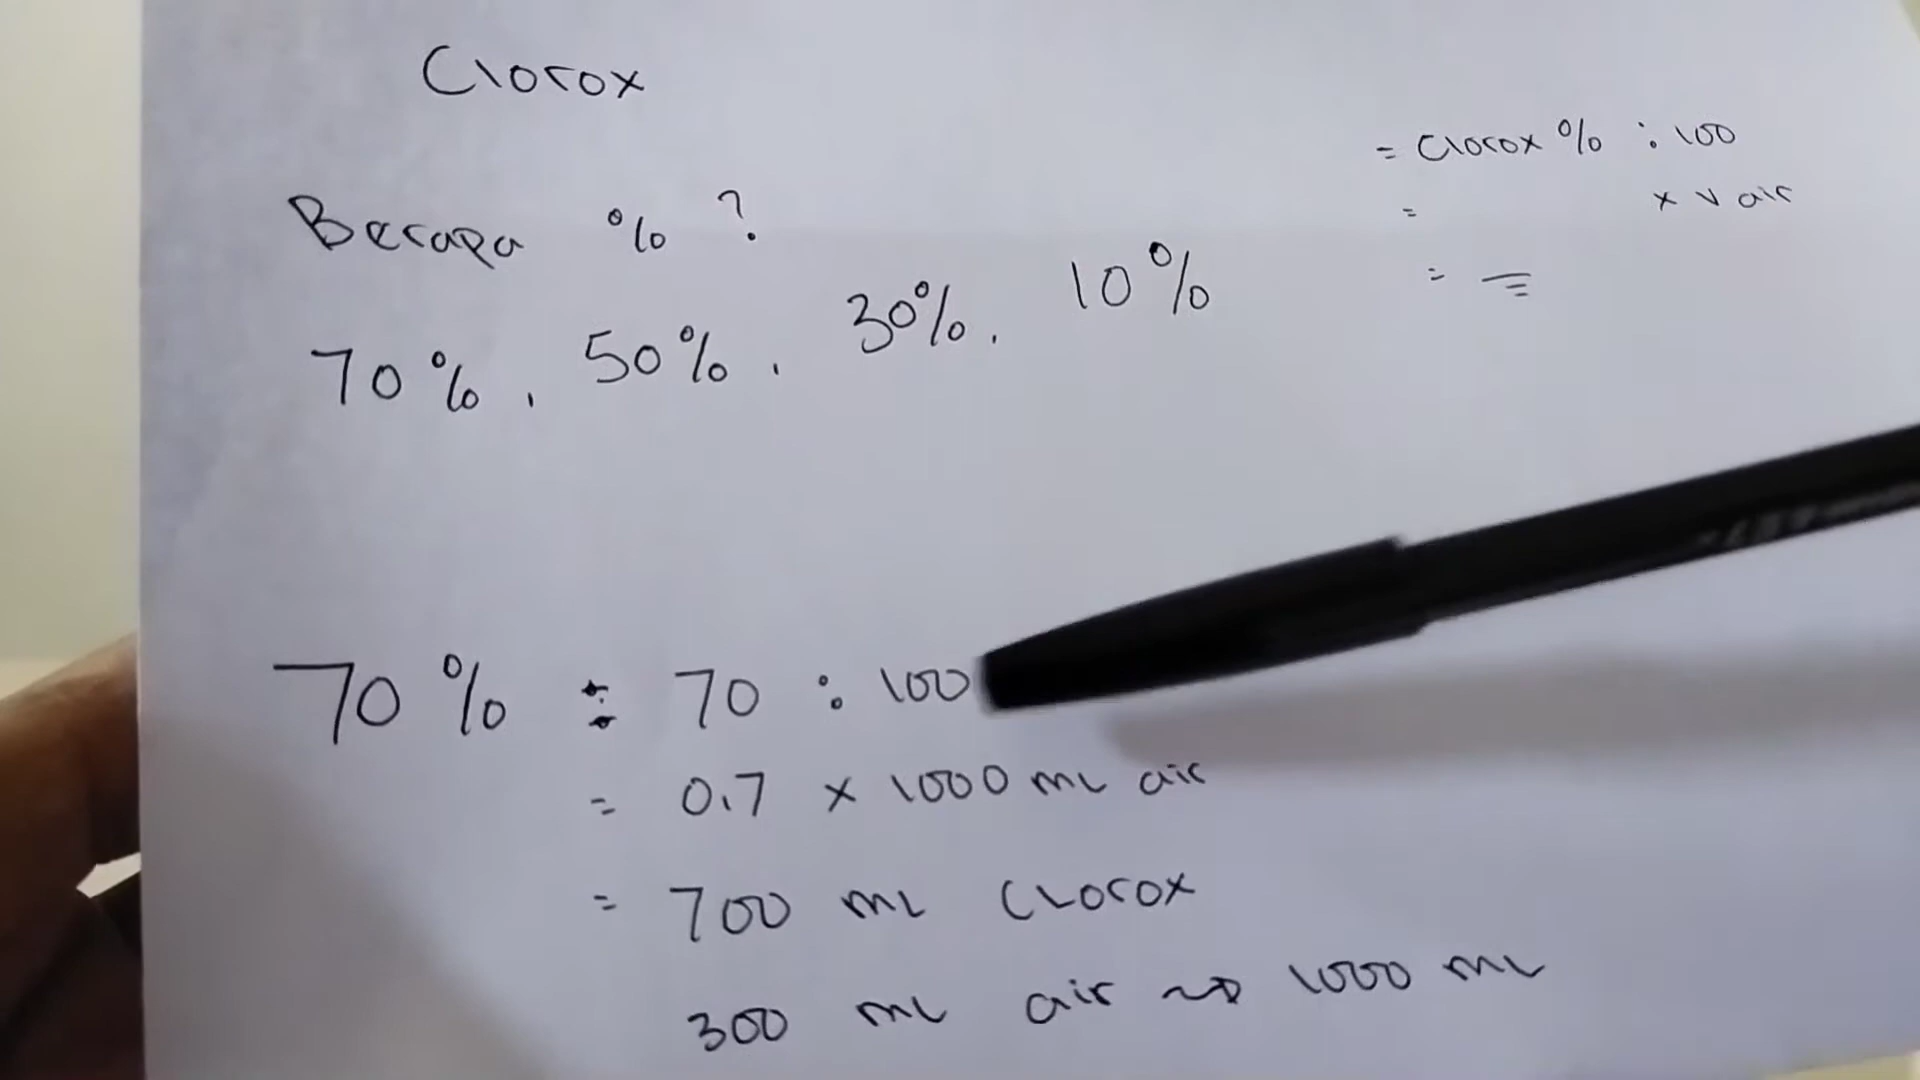 Clorox
Berapa % ?
70%, 50%, 30%, 10%
= Clorox % : 100
= x v air
=
70% = 70 : 100
= 0.7 x 1000 mL air
= 700 mL Clorox
300 mL air → 1000 mL